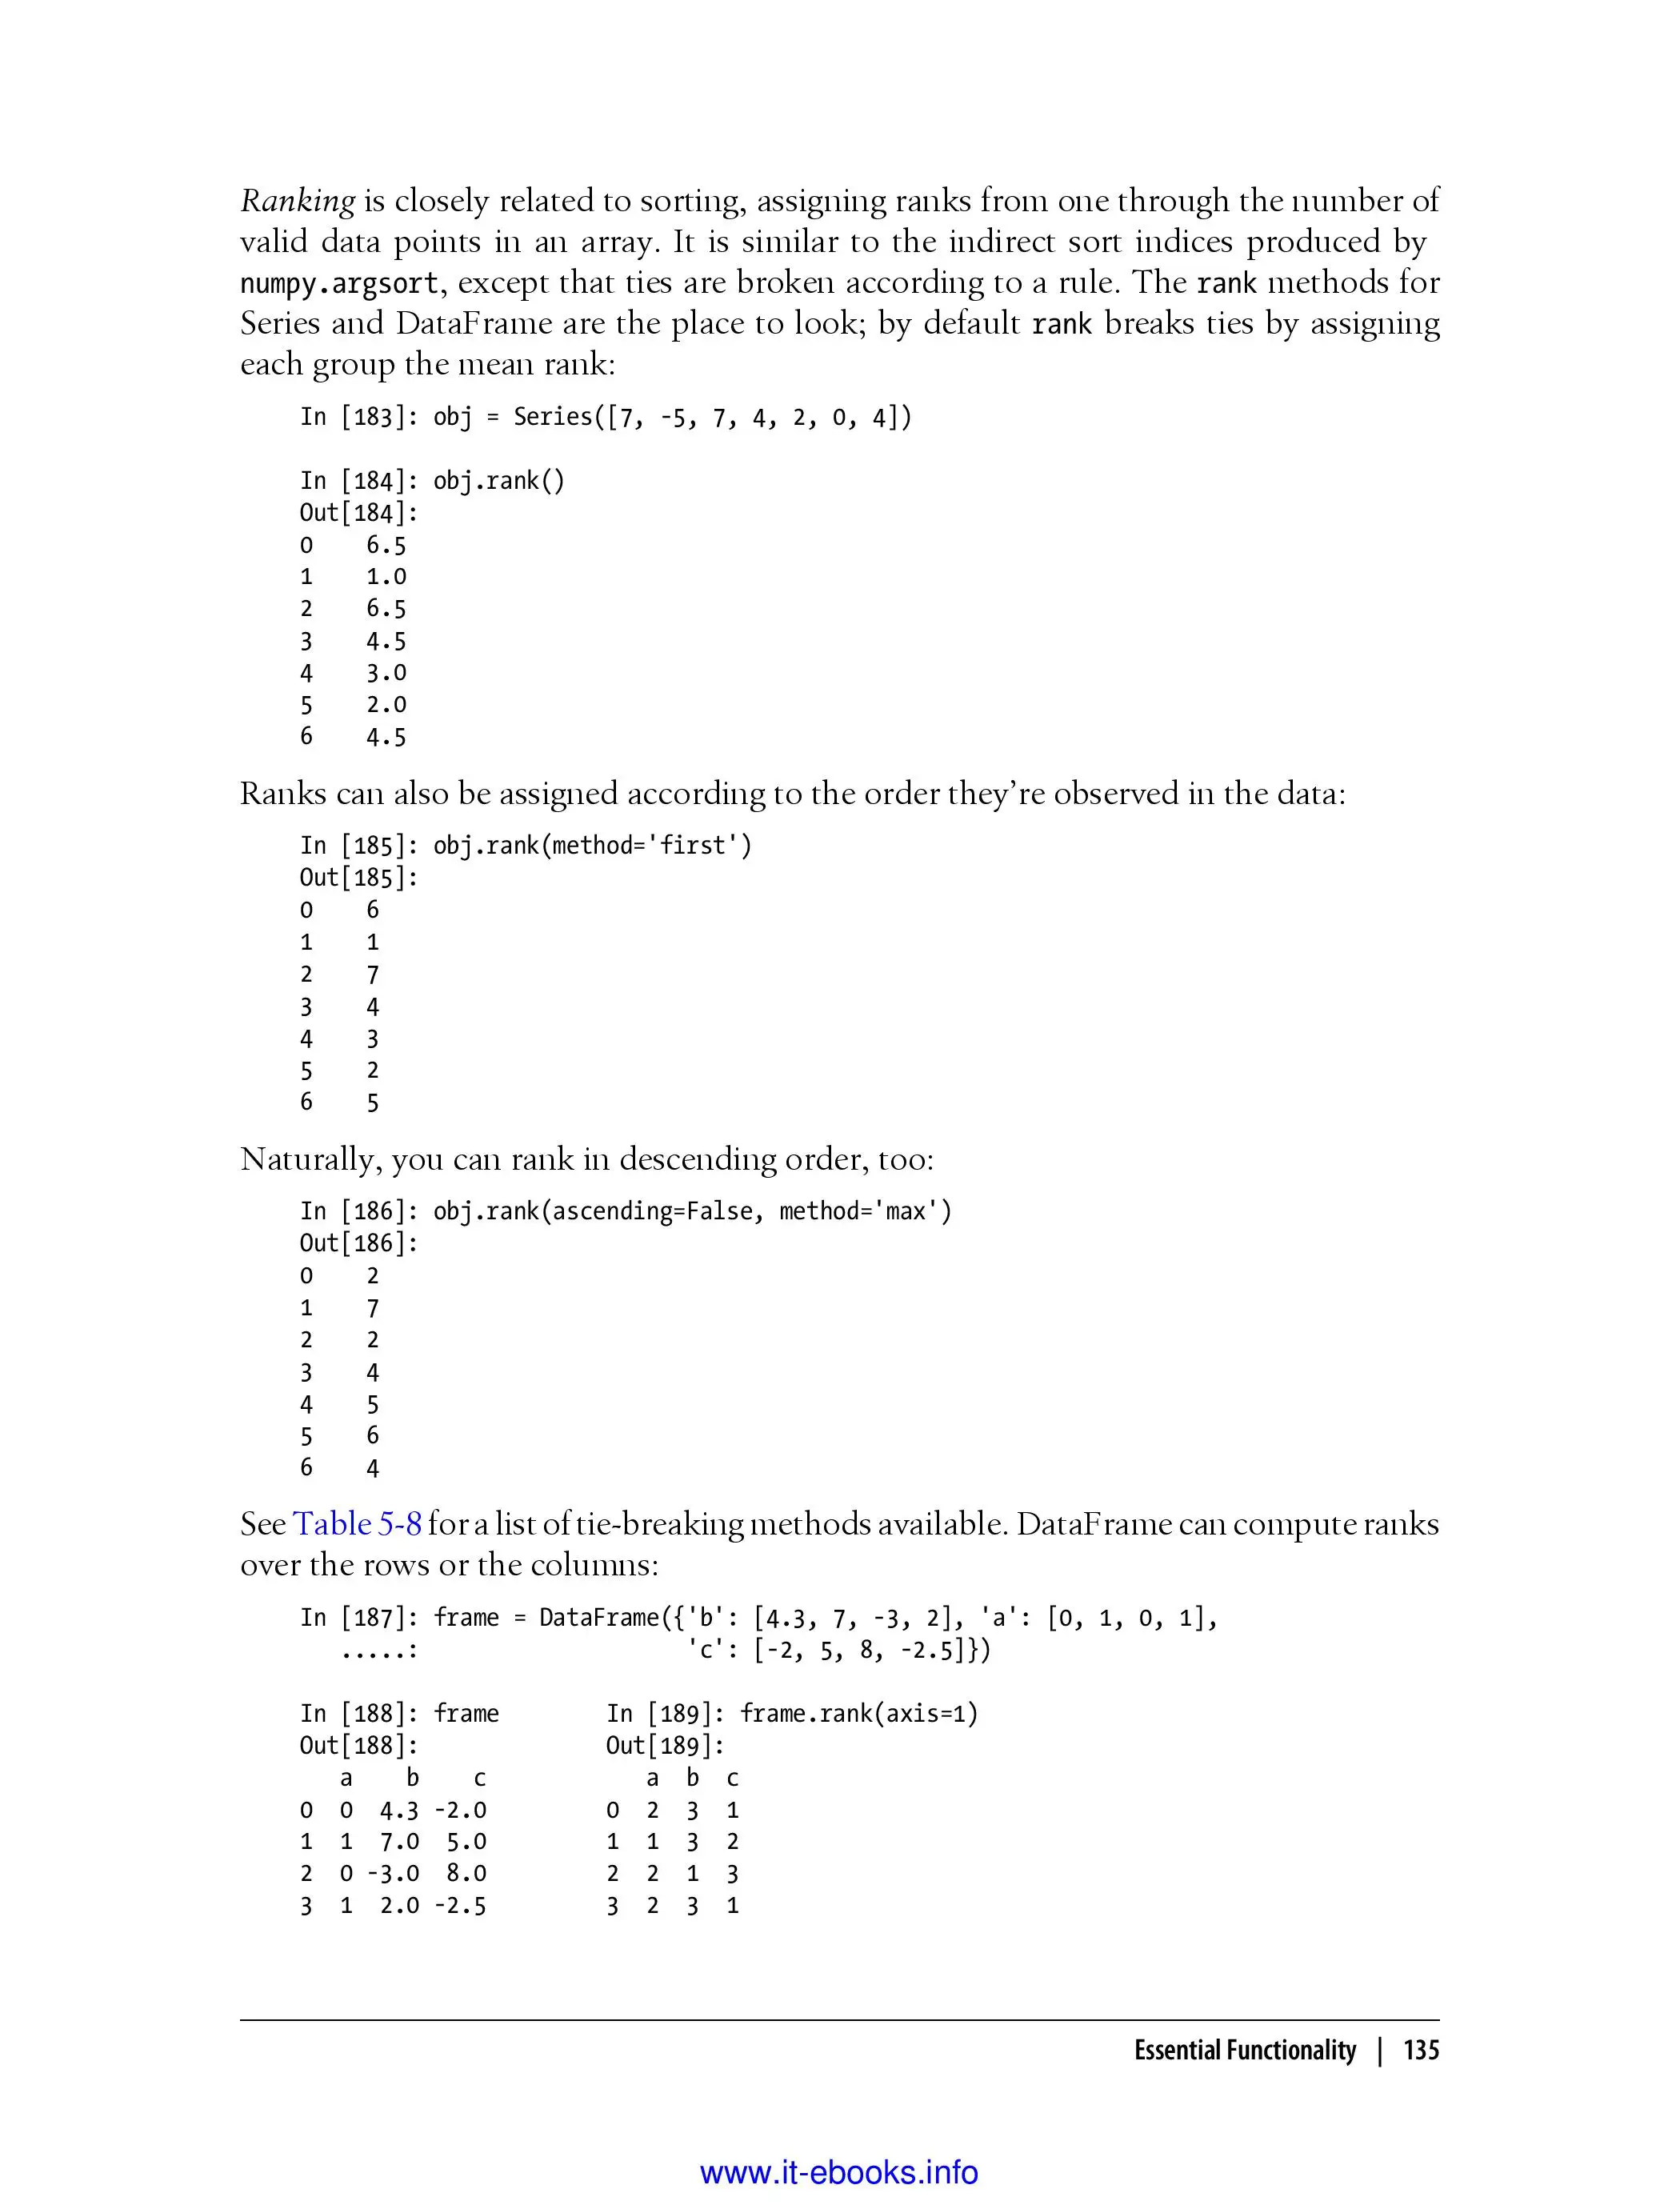 Ranking is closely related to sorting, assigning ranks from one through the number of
valid data points in an array. It is similar to the indirect sort indices produced by
numpy.argsort, except that ties are broken according to a rule. The rank methods for
Series and DataFrame are the place to look; by default rank breaks ties by assigning
each group the mean rank:
In [183]: obj = Series([7, -5, 7, 4, 2, 0, 4])
In [184]: obj.rank()
Out[184]:
0    6.5
1    1.0
2    6.5
3    4.5
4    3.0
5    2.0
6    4.5
Ranks can also be assigned according to the order they’re observed in the data:
In [185]: obj.rank(method='first')
Out[185]:
0    6
1    1
2    7
3    4
4    3
5    2
6    5
Naturally, you can rank in descending order, too:
In [186]: obj.rank(ascending=False, method='max')
Out[186]:
0    2
1    7
2    2
3    4
4    5
5    6
6    4
See Table 5-8 for a list of tie-breaking methods available. DataFrame can compute ranks
over the rows or the columns:
In [187]: frame = DataFrame({'b': [4.3, 7, -3, 2], 'a': [0, 1, 0, 1],
   .....:                    'c': [-2, 5, 8, -2.5]})
In [188]: frame        In [189]: frame.rank(axis=1)
Out[188]:              Out[189]:
   a    b    c            a  b  c
0  0  4.3 -2.0         0  2  3  1
1  1  7.0  5.0         1  1  3  2
2  0 -3.0  8.0         2  2  1  3
3  1  2.0 -2.5         3  2  3  1
Essential Functionality | 135
www.it-ebooks.info